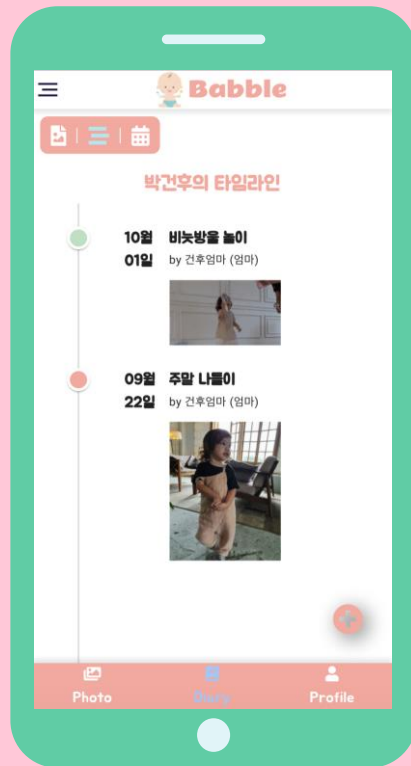 Babble
박건후의 타임라인
10월 비눗방울 놀이
01일 by 건후엄마 (엄마)
09월 주말 나들이
22일 by 건후엄마 (엄마)
Photo Diary Profile